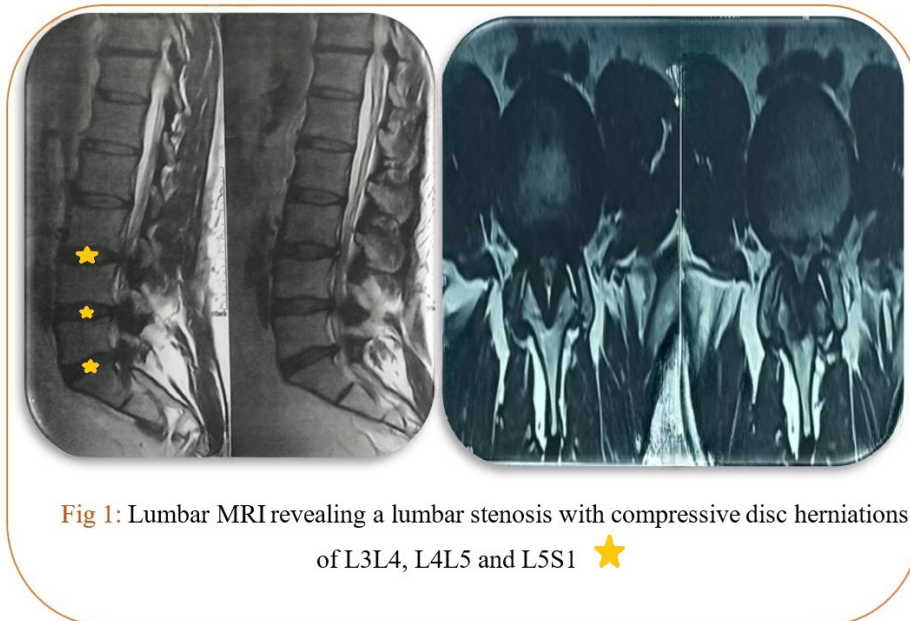 Fig 1: Lumbar MRI revealing a lumbar stenosis with compressive disc herniations
of L3L4, L4L5 and L5S1